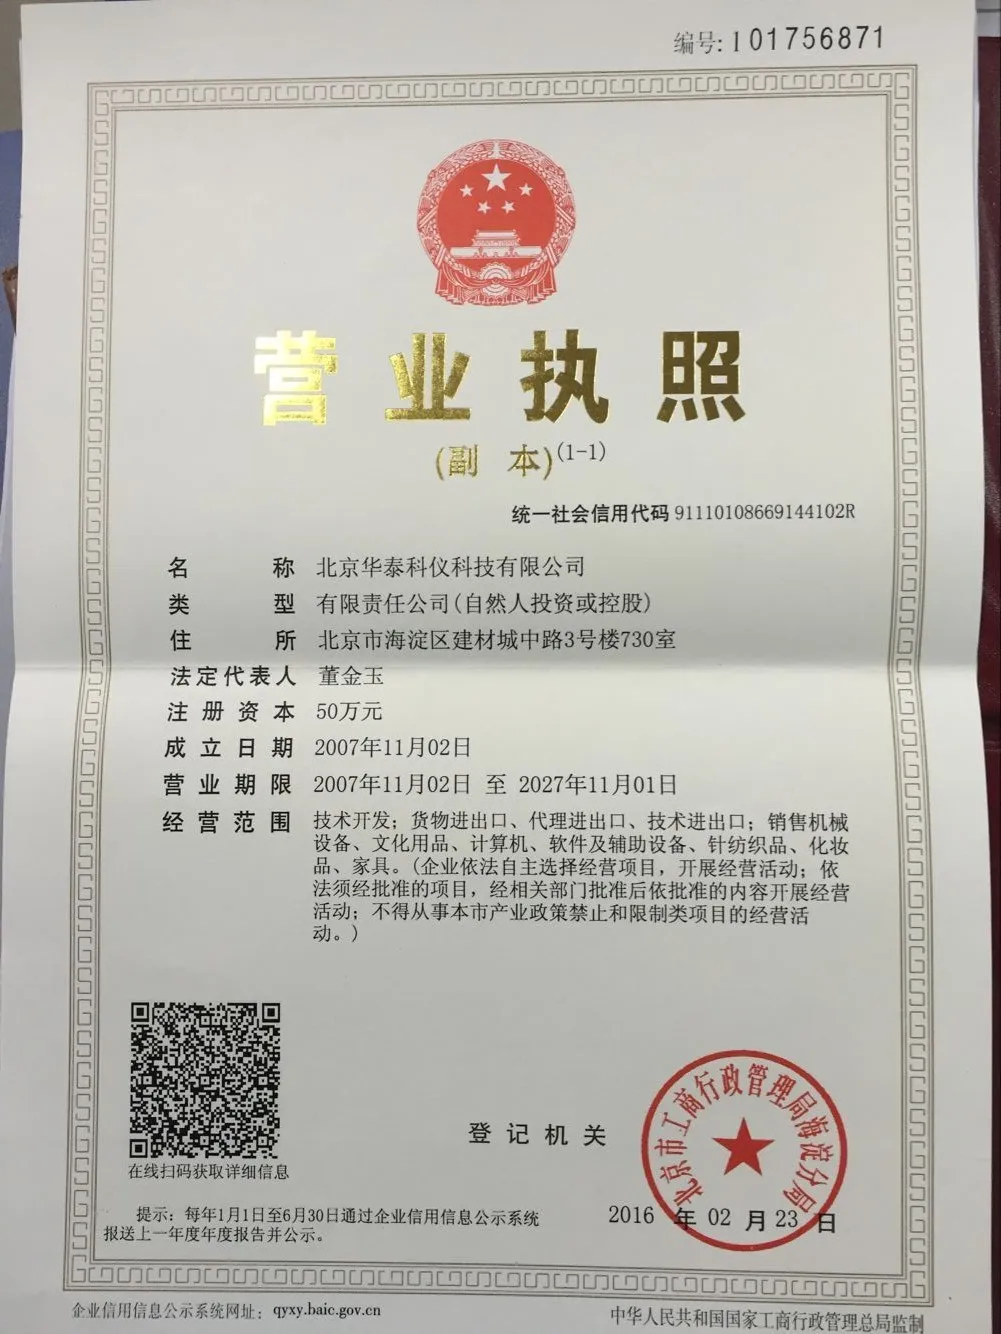 编号:101756871
营业执照
(副 本)(1-1)
统一社会信用代码 91110108669144102R
名 称 北京华泰科仪科技有限公司
类 型 有限责任公司(自然人投资或控股)
住 所 北京市海淀区建材城中路3号楼730室
法定代表人 董金玉
注册资本 50万元
成立日期 2007年11月02日
营业期限 2007年11月02日 至 2027年11月01日
经营范围 技术开发；货物进出口、代理进出口、技术进出口；销售机械
设备、文化用品、计算机、软件及辅助设备、针纺织品、化妆
品、家具。(企业依法自主选择经营项目，开展经营活动；依
法须经批准的项目，经相关部门批准后依批准的内容开展经营
活动；不得从事本市产业政策禁止和限制类项目的经营活
动。)
在线扫码获取详细信息
登记机关
北京市工商行政管理局海淀分局
2016 年 02 月 23 日
提示：每年1月1日至6月30日通过企业信用信息公示系统
报送上一年度年度报告并公示。
企业信用信息公示系统网址：qyxy.baic.gov.cn
中华人民共和国国家工商行政管理总局监制